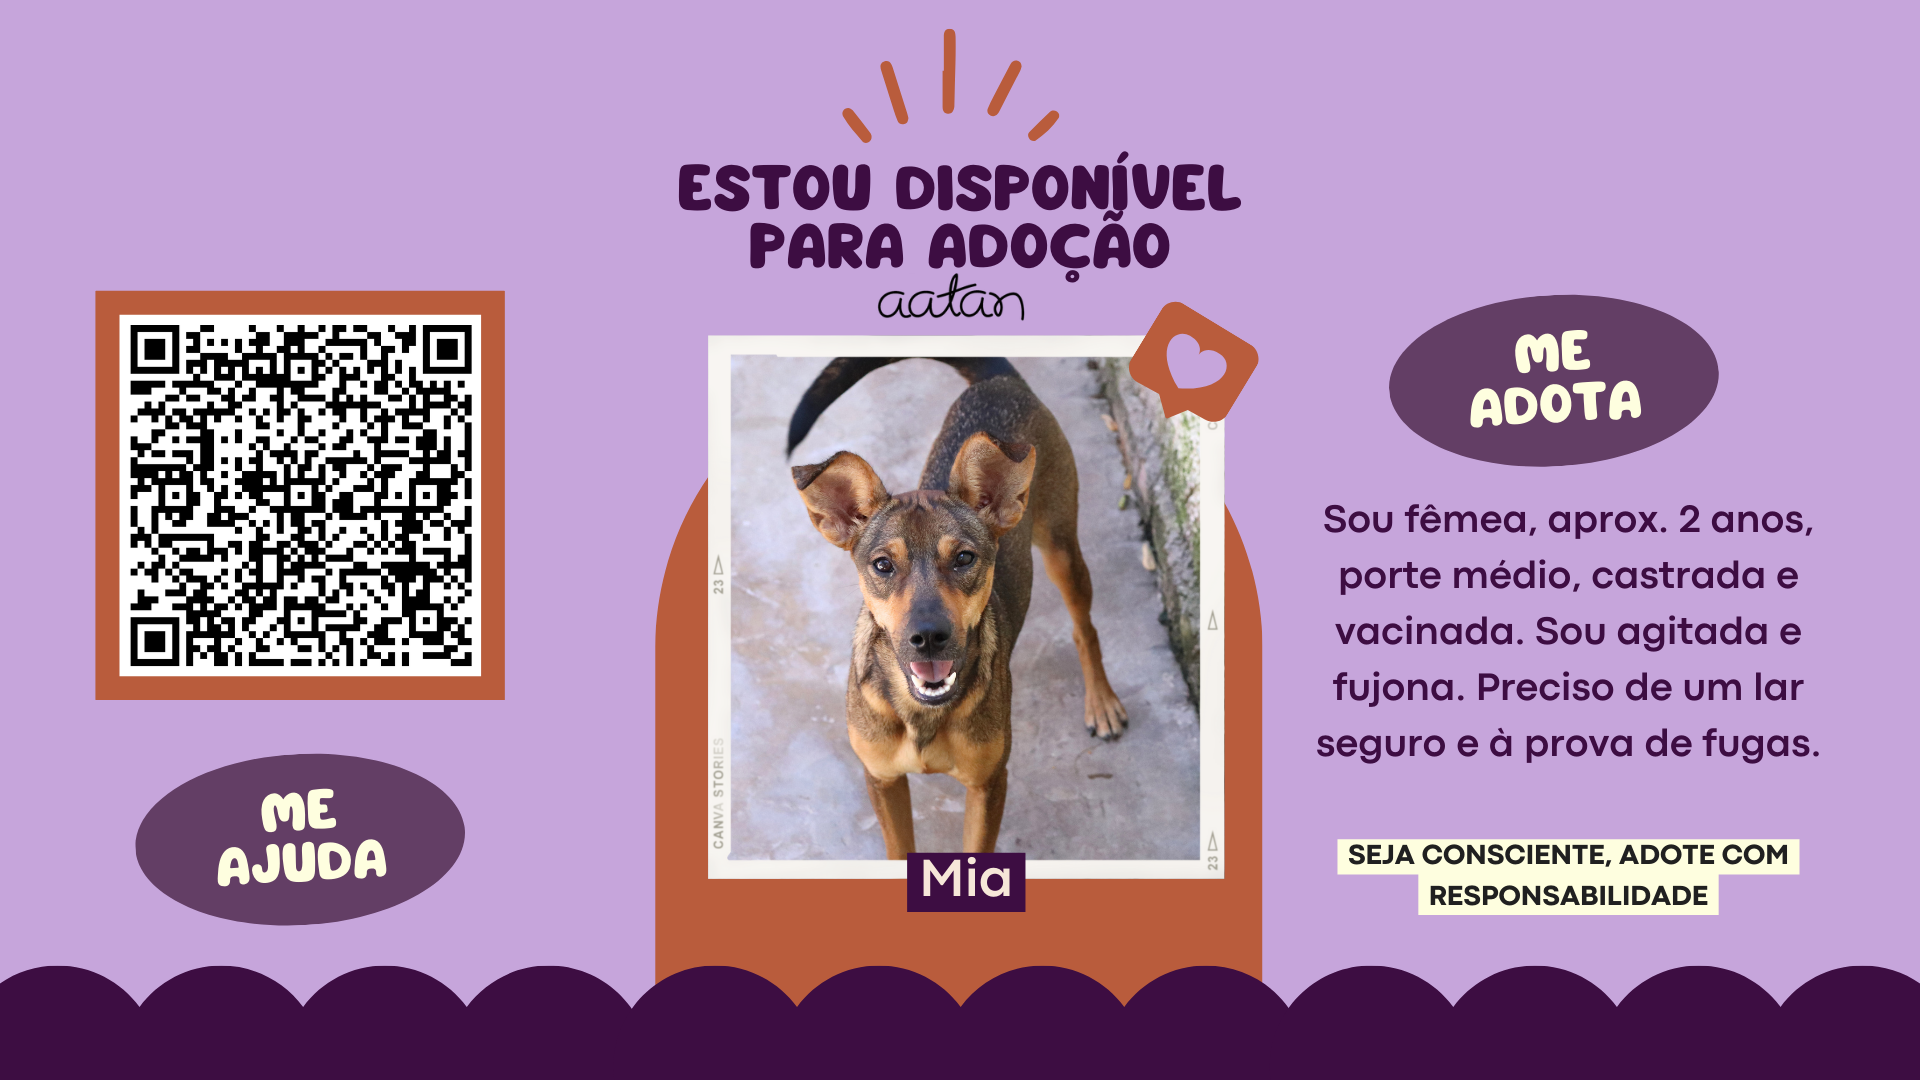 ESTOU DISPONÍVEL
PARA ADOÇÃO
aatan
ME
AJUDA
23
CANVA STORIES
23
Mia
ME
ADOTA
Sou fêmea, aprox. 2 anos,
porte médio, castrada e
vacinada. Sou agitada e
fujona. Preciso de um lar
seguro e à prova de fugas.
SEJA CONSCIENTE, ADOTE COM
RESPONSABILIDADE